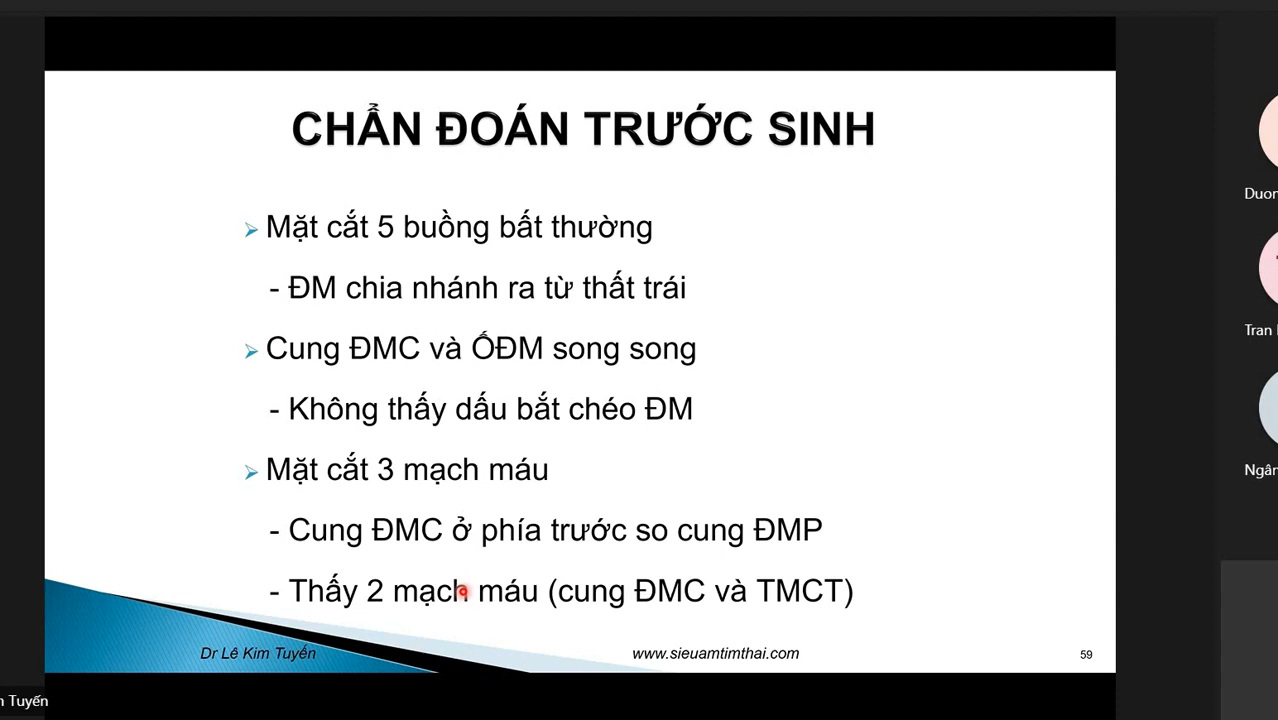 CHẨN ĐOÁN TRƯỚC SINH
Mặt cắt 5 buồng bất thường
- ĐM chia nhánh ra từ thất trái
Cung ĐMC và ỐĐM song song
- Không thấy dấu bắt chéo ĐM
Mặt cắt 3 mạch máu
- Cung ĐMC ở phía trước so cung ĐMP
- Thấy 2 mạch máu (cung ĐMC và TMCT)
Dr Lê Kim Tuyến
www.sieuamtimthai.com
59
Duon
Tran
Ngân
n Tuyến